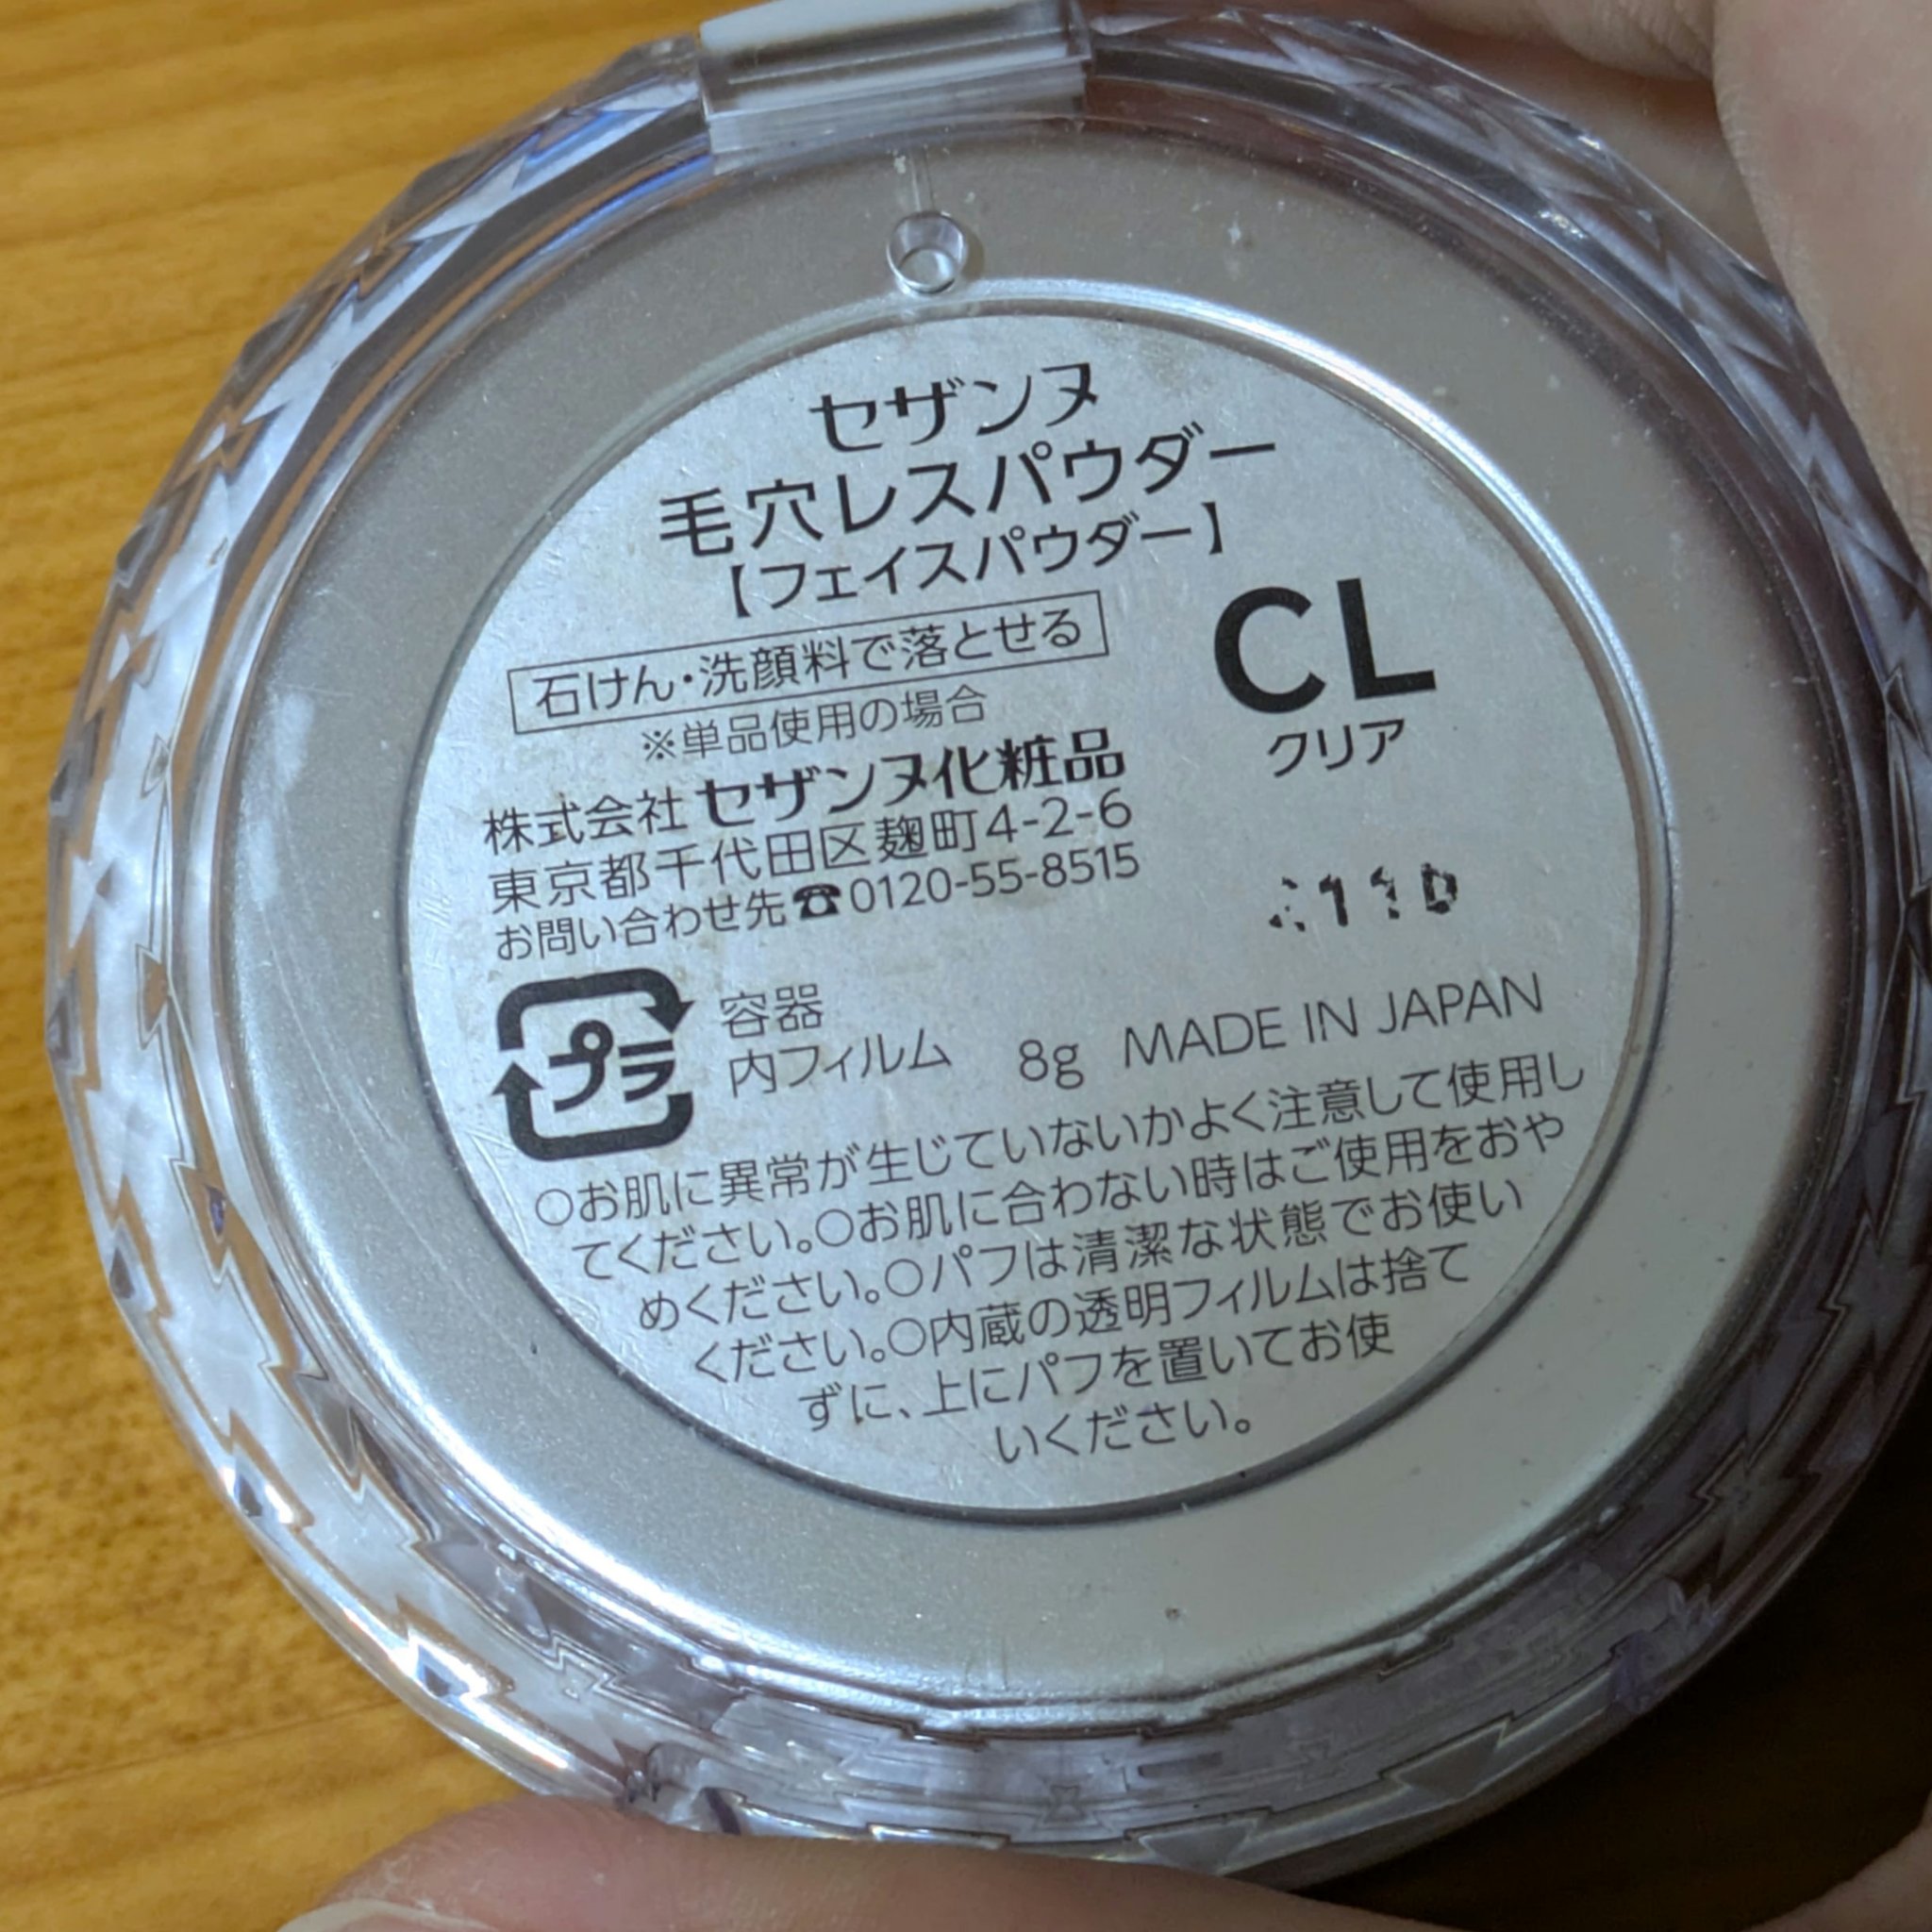 セザンヌ
毛穴レスパウダー
【フェイスパウダー】
石けん・洗顔料で落とせる
※単品使用の場合
CL
クリア
株式会社 セザンヌ化粧品
東京都千代田区麹町4-2-6
お問い合わせ先☎0120-55-8515
プラ
容器
内フィルム
8g MADE IN JAPAN
○お肌に異常が生じていないかよく注意して使用し
てください。○お肌に合わない時はご使用をおや
めください。○パフは清潔な状態でお使い
ください。○内蔵の透明フィルムは捨て
ずに、上にパフを置いてお使
いください。